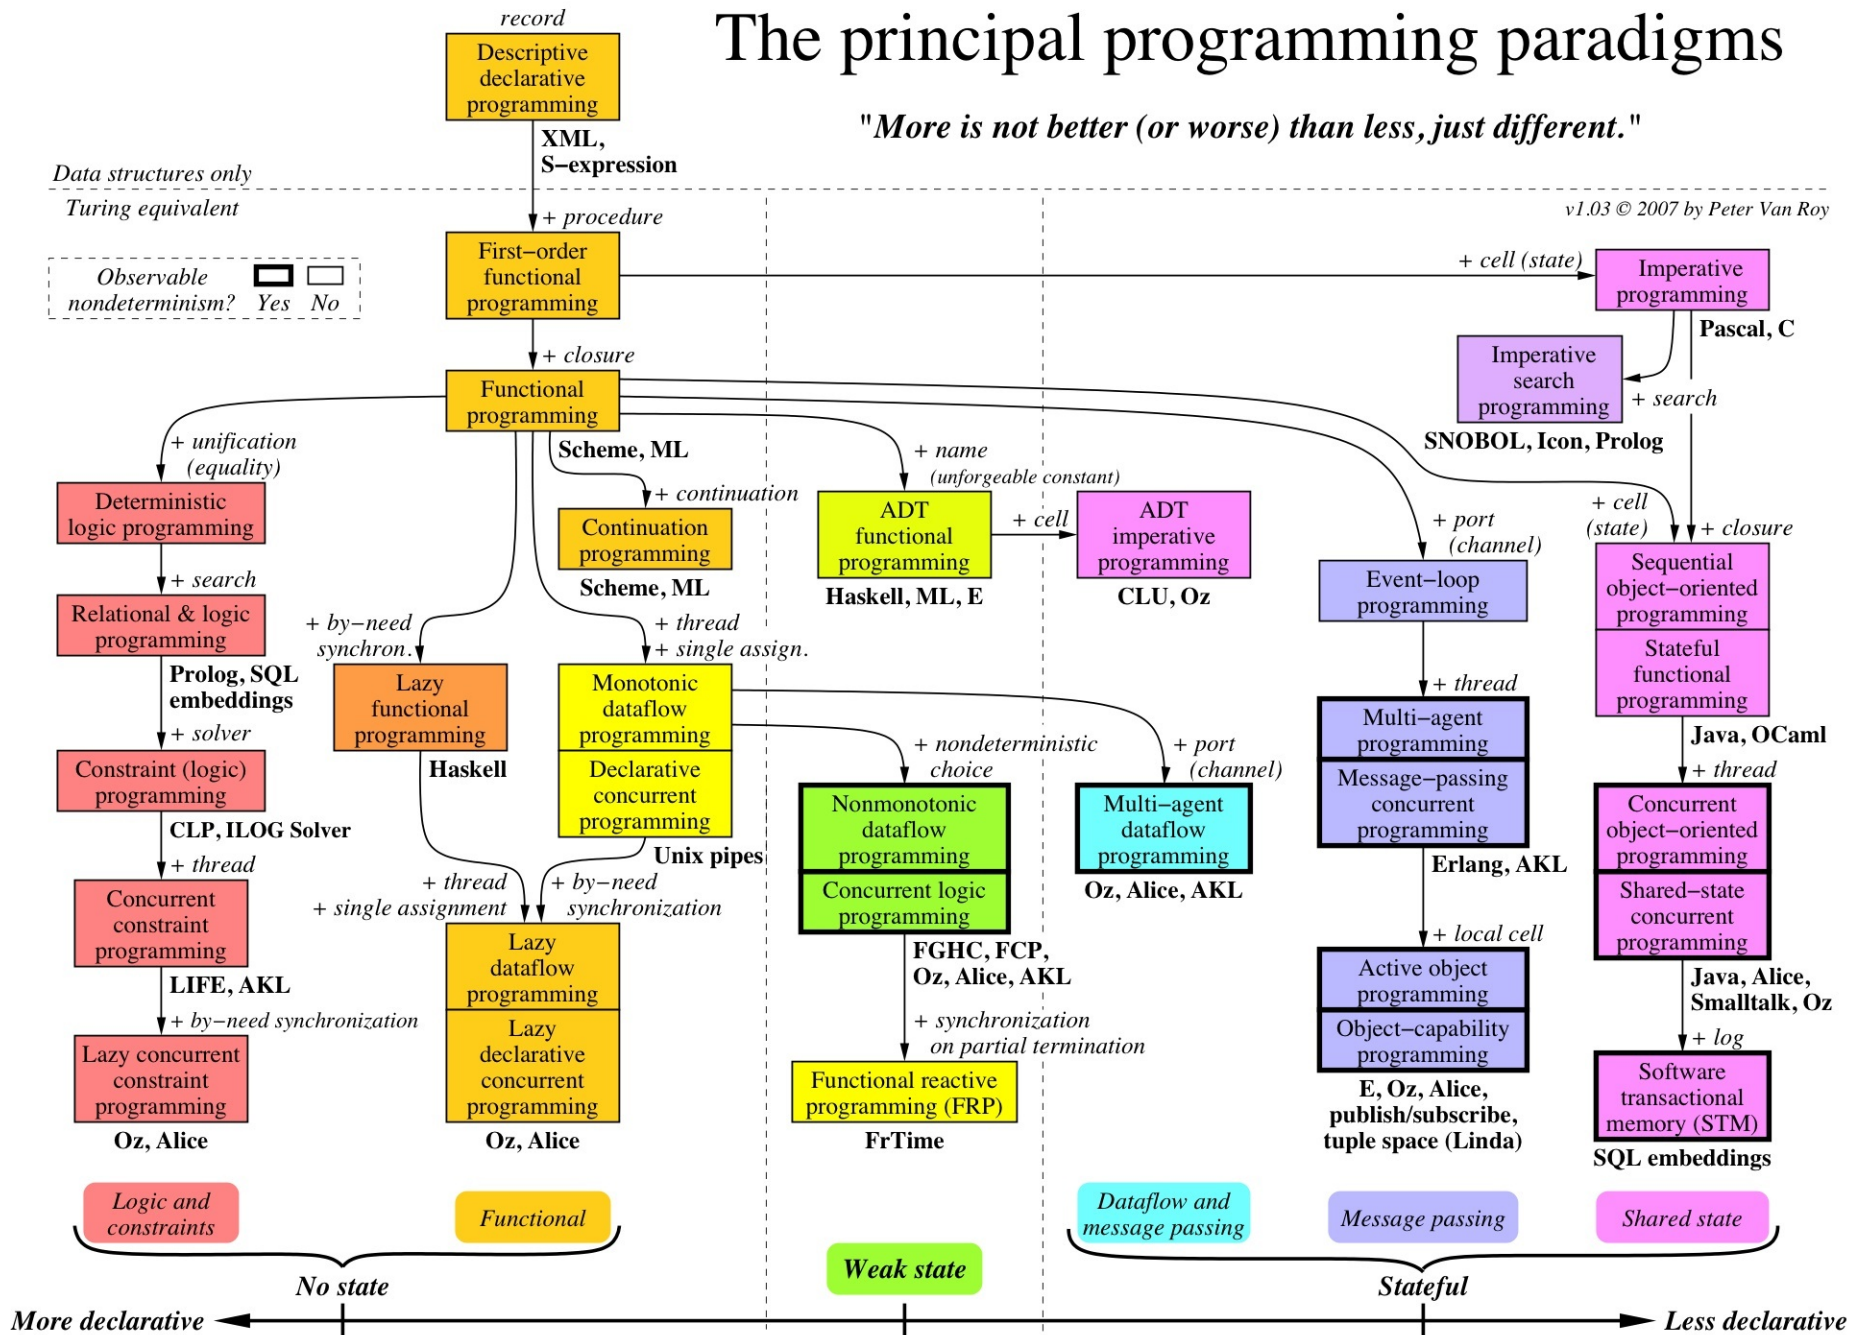 The principal programming paradigms
"More is not better (or worse) than less, just different."
v1.03 © 2007 by Peter Van Roy
record
Descriptive
declarative
programming
XML,
S−expression
Data structures only
Turing equivalent
Observable
nondeterminism?
Yes
No
+ procedure
First−order
functional
programming
+ cell (state)
Imperative
programming
Pascal, C
Imperative
search
programming
+ search
SNOBOL, Icon, Prolog
+ closure
Functional
programming
Scheme, ML
+ unification
(equality)
Deterministic
logic programming
+ search
Relational & logic
programming
Prolog, SQL
embeddings
+ solver
Constraint (logic)
programming
CLP, ILOG Solver
+ thread
Concurrent
constraint
programming
LIFE, AKL
+ by−need synchronization
Lazy concurrent
constraint
programming
Oz, Alice
+ continuation
Continuation
programming
Scheme, ML
+ by−need
synchron.
Lazy
functional
programming
Haskell
+ thread
+ single assign.
Monotonic
dataflow
programming
Declarative
concurrent
programming
Unix pipes
+ thread
+ single assignment
+ by−need
synchronization
Lazy
dataflow
programming
Lazy
declarative
concurrent
programming
Oz, Alice
+ name
(unforgeable constant)
ADT
functional
programming
Haskell, ML, E
+ cell
ADT
imperative
programming
CLU, Oz
+ nondeterministic
choice
Nonmonotonic
dataflow
programming
Concurrent logic
programming
FGHC, FCP,
Oz, Alice, AKL
+ synchronization
on partial termination
Functional reactive
programming (FRP)
FrTime
+ port
(channel)
Multi−agent
dataflow
programming
Oz, Alice, AKL
+ port
(channel)
Event−loop
programming
+ thread
Multi−agent
programming
Message−passing
concurrent
programming
Erlang, AKL
+ local cell
Active object
programming
Object−capability
programming
E, Oz, Alice,
publish/subscribe,
tuple space (Linda)
+ cell
(state)
+ closure
Sequential
object−oriented
programming
Stateful
functional
programming
Java, OCaml
+ thread
Concurrent
object−oriented
programming
Shared−state
concurrent
programming
Java, Alice,
Smalltalk, Oz
+ log
Software
transactional
memory (STM)
SQL embeddings
Logic and
constraints
Functional
Dataflow and
message passing
Message passing
Shared state
No state
Weak state
Stateful
More declarative
Less declarative